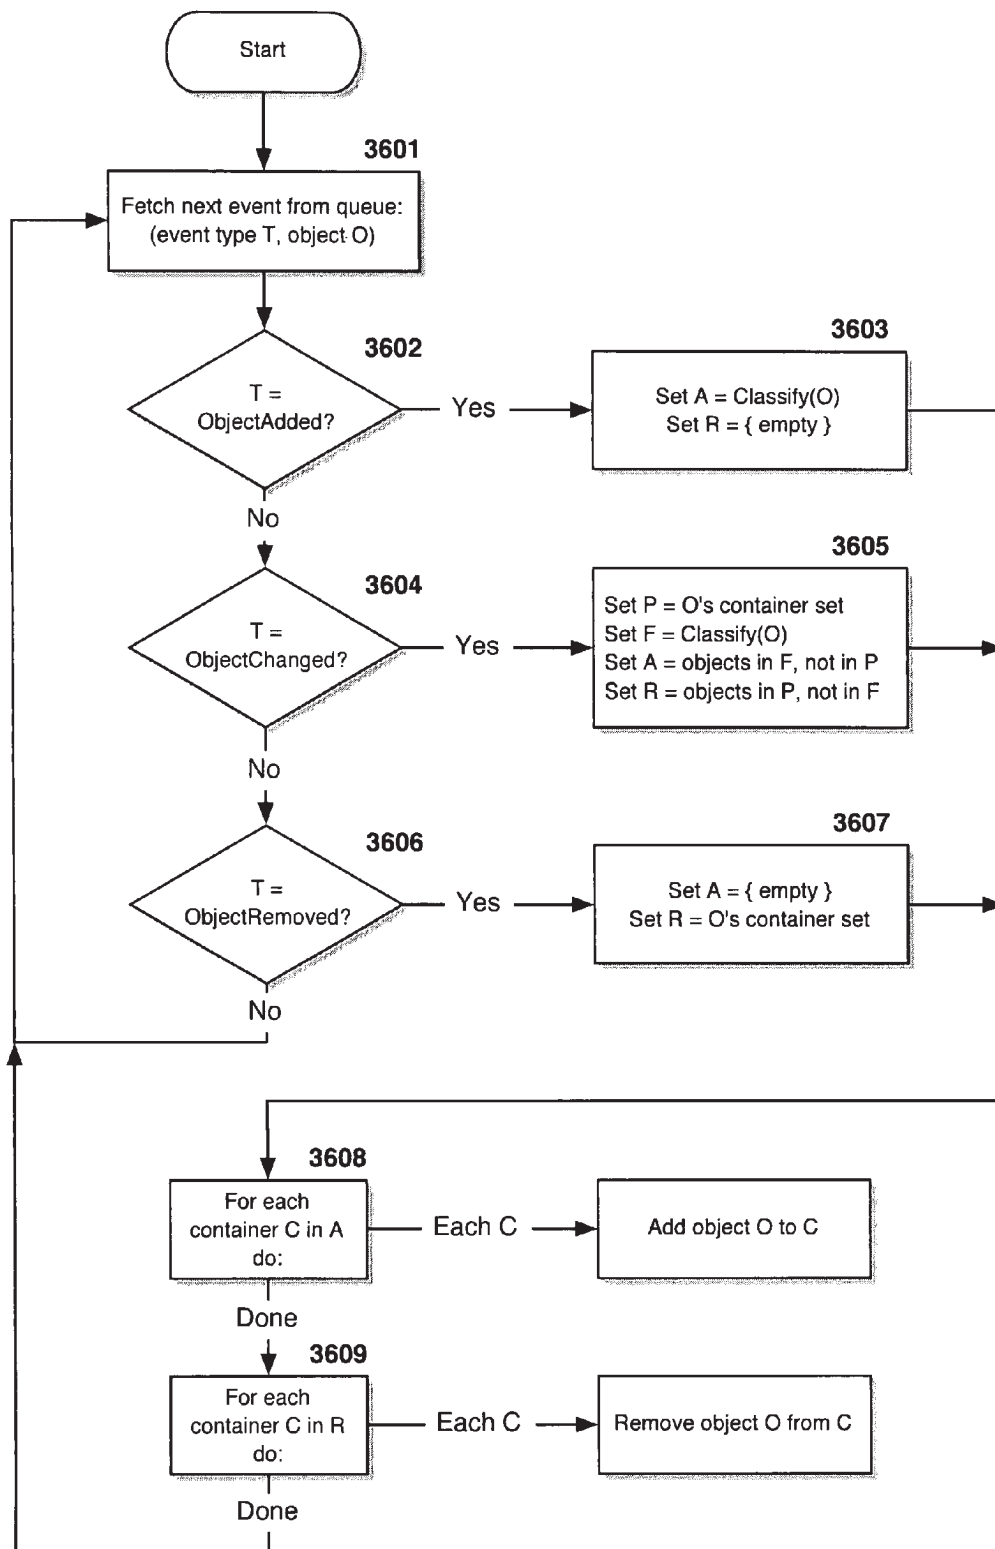 Start
3601
Fetch next event from queue:
(event type T, object O)
3602
T =
ObjectAdded?
Yes
3603
Set A = Classify(O)
Set R = { empty }
No
3604
T =
ObjectChanged?
Yes
3605
Set P = O's container set
Set F = Classify(O)
Set A = objects in F, not in P
Set R = objects in P, not in F
No
3606
T =
ObjectRemoved?
Yes
3607
Set A = { empty }
Set R = O's container set
No
3608
For each
container C in A
do:
Each C
Add object O to C
Done
3609
For each
container C in R
do:
Each C
Remove object O from C
Done